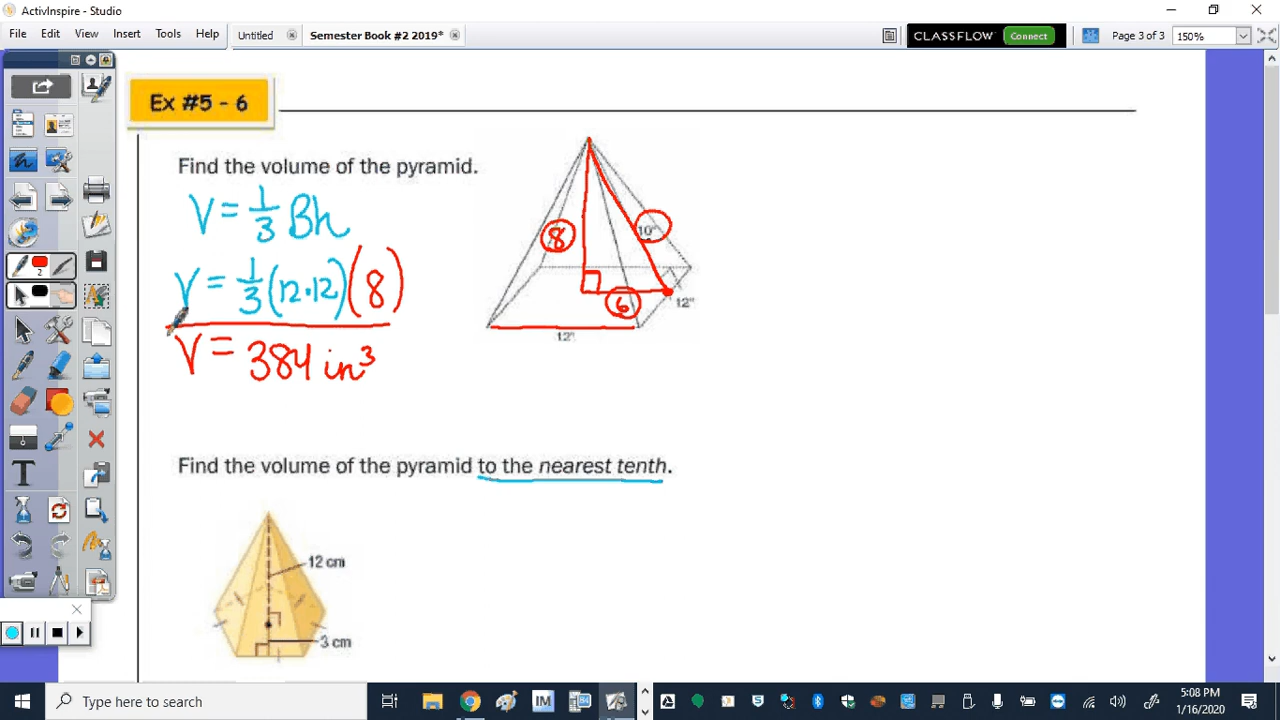 ActivInspire - Studio
File Edit View Insert Tools Help Untitled Semester Book #2 2019* CLASSFLOW Connect Page 3 of 3 150%
Ex #5 - 6
Find the volume of the pyramid.
V = 1/3 Bh
V = 1/3 (12·12)(8)
V = 384 in³
8
10"
6
12"
12"
Find the volume of the pyramid to the nearest tenth.
12 cm
3 cm
2
T
Type here to search
IM
5:08 PM
1/16/2020